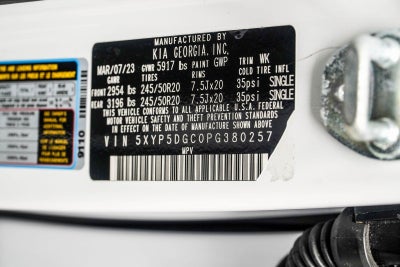 MANUFACTURED BY
KIA GEORGIA, INC.
MAR/07/23 GVWR 5917 lbs PAINT GWP TRIM WK
GAWR TIRES RIMS COLD TIRE INFL
FRONT 2954 lbs 245/50R20 7.5Jx20 35psi SINGLE
REAR 3196 lbs 245/50R20 7.5Jx20 35psi SINGLE
THIS VEHICLE CONFORMS TO ALL APPLICABLE U.S. FEDERAL
MOTOR VEHICLE SAFETY, BUMPER, AND THEFT
PREVENTION STANDARDS IN EFFECT ON THE DATE
OF MANUFACTURE SHOWN ABOVE
VIN 5XYP5DGC0PG380257
MPV
9110